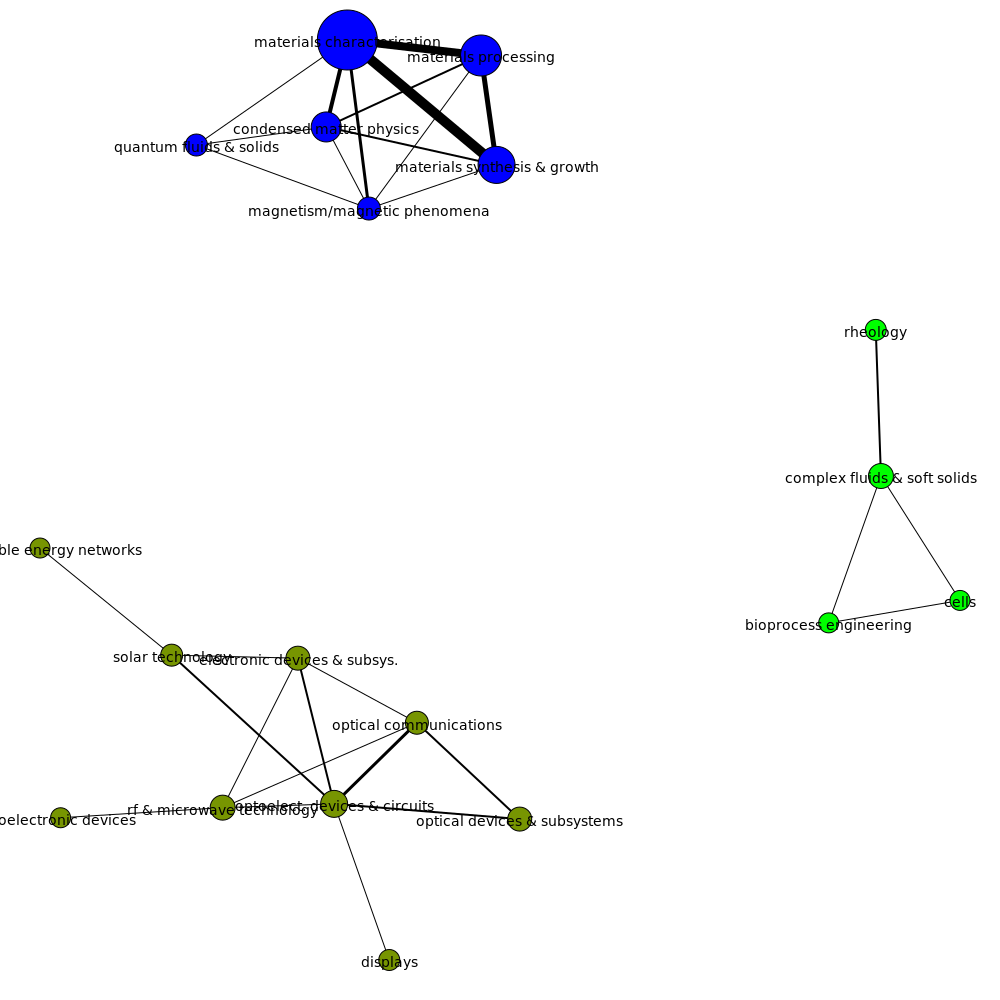 materials characterisation
materials processing
condensed matter physics
quantum fluids & solids
materials synthesis & growth
magnetism/magnetic phenomena
rheology
complex fluids & soft solids
ble energy networks
cells
bioprocess engineering
solar technology
electronic devices & subsys.
optical communications
optoelect. devices & circuits
rf & microwave technology
oelectronic devices
optical devices & subsystems
displays